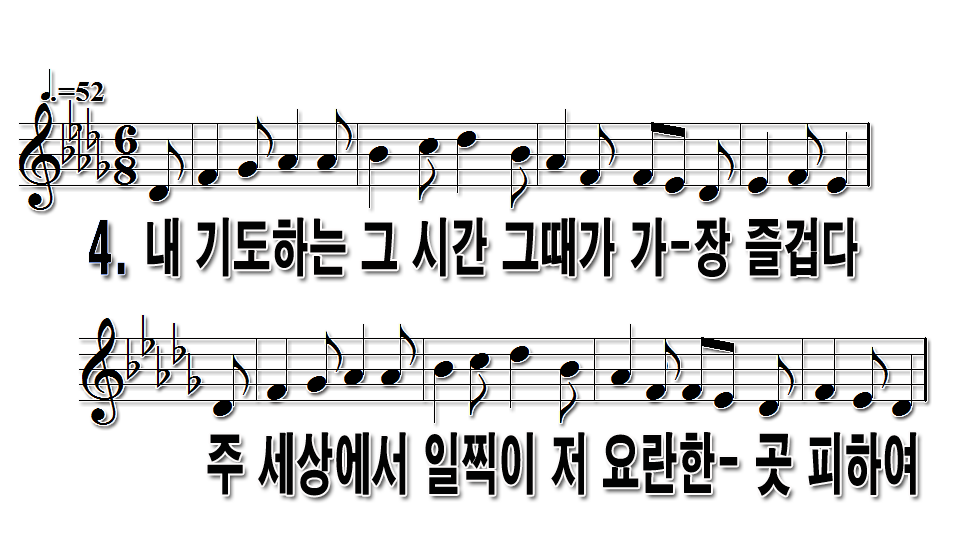 ♩.=52
6
8
4. 내 기도하는 그 시간 그때가 가-장 즐겁다
주 세상에서 일찍이 저 요란한- 곳 피하여